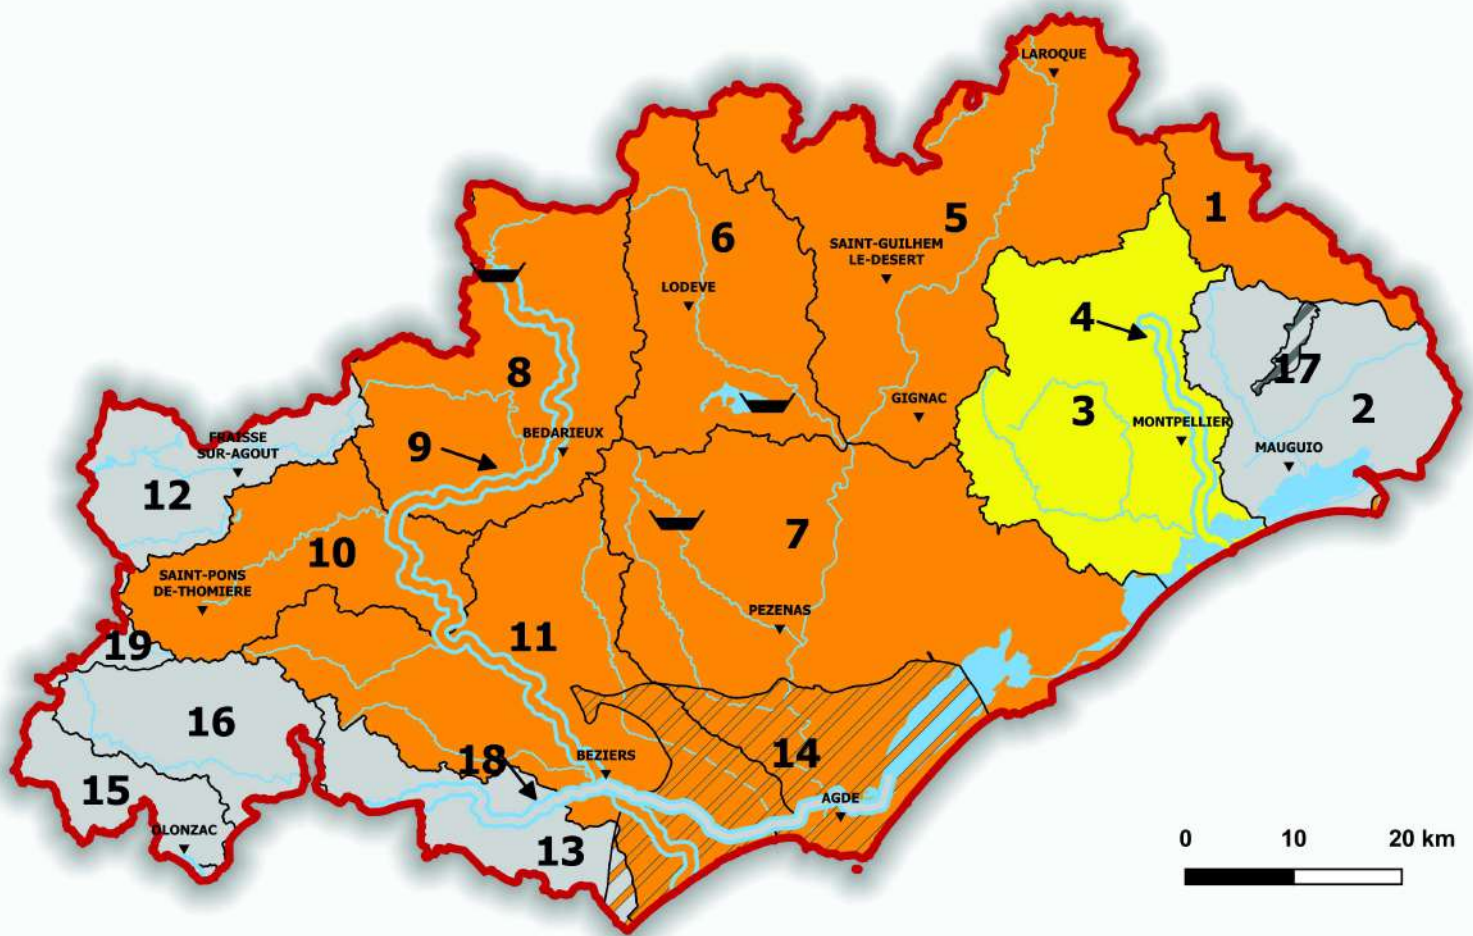 LAROQUE
1
5
6
SAINT-GUILHEM
LE-DESERT
LODEVE
4
8
17
GIGNAC
3
2
MONTPELLIER
BEDARIEUX
9
FRAISSE
SUR-AGOUT
MAUGUIO
12
7
10
SAINT-PONS
DE-THOMIERE
PEZENAS
11
19
16
14
18
BEZIERS
15
AGDE
OLONZAC
13
0 10 20 km